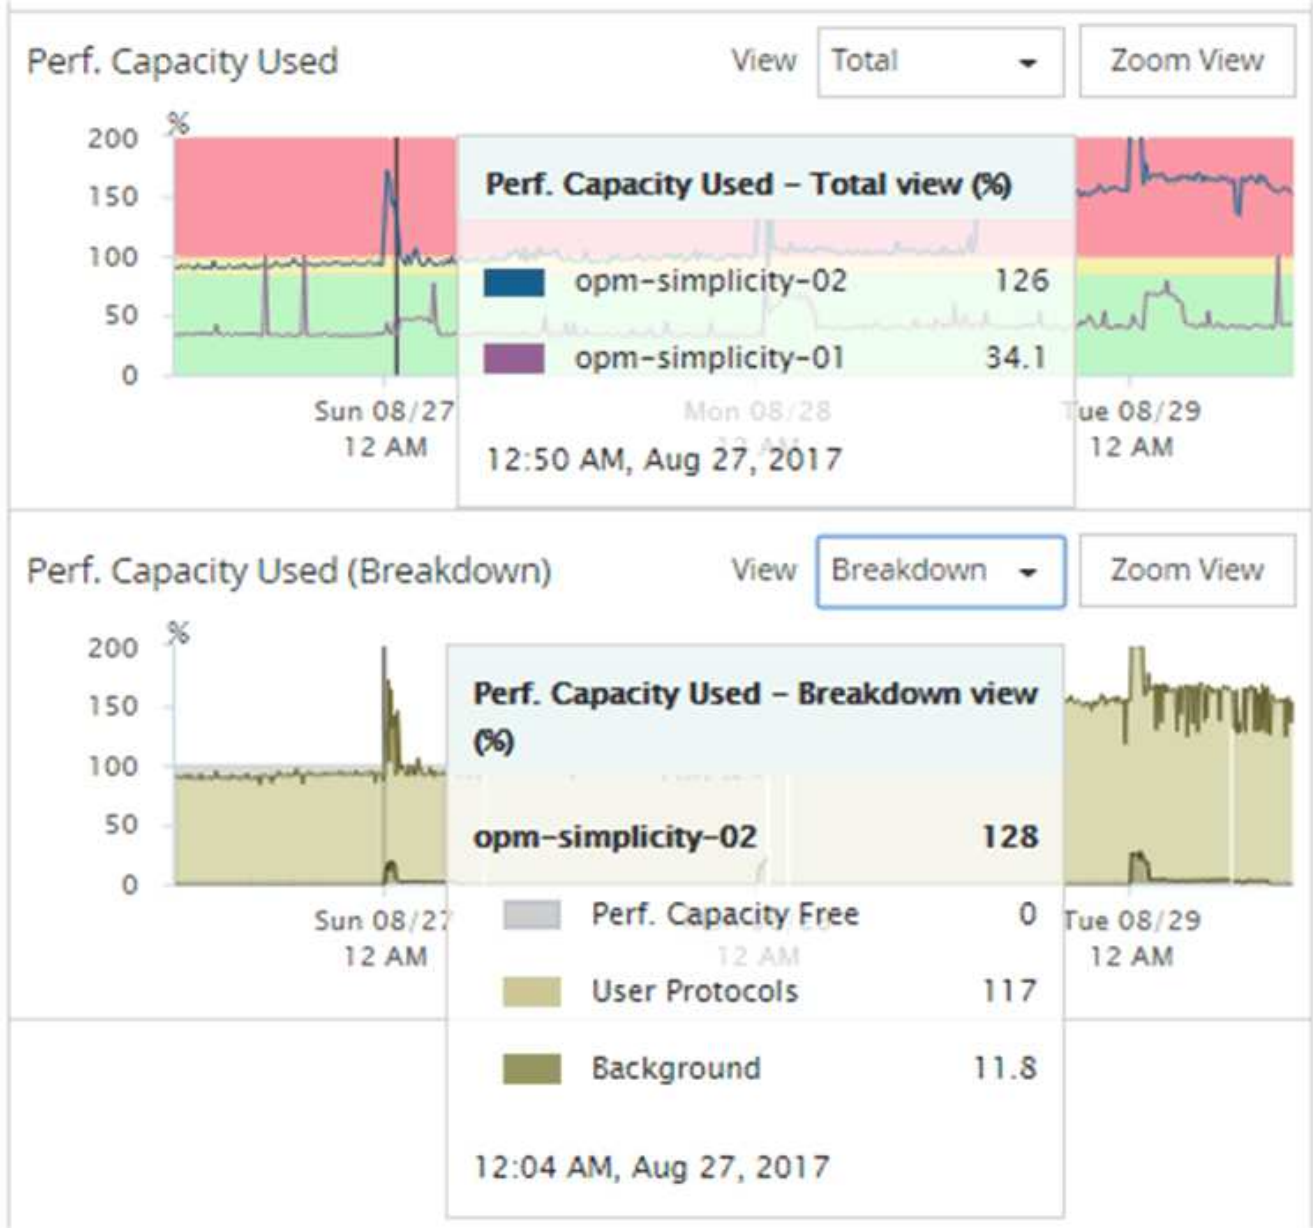 Perf. Capacity Used View Total Zoom View
%
200
150
100
50
0
Perf. Capacity Used – Total view (%)
opm-simplicity-02 126
opm-simplicity-01 34.1
Sun 08/27 Mon 08/28 Tue 08/29
12 AM 12 AM 12 AM
12:50 AM, Aug 27, 2017
Perf. Capacity Used (Breakdown) View Breakdown Zoom View
%
200
150
100
50
0
Perf. Capacity Used – Breakdown view
(%)
opm-simplicity-02 128
Perf. Capacity Free 0
Sun 08/27 Tue 08/29
12 AM 12 AM 12 AM
User Protocols 117
Background 11.8
12:04 AM, Aug 27, 2017